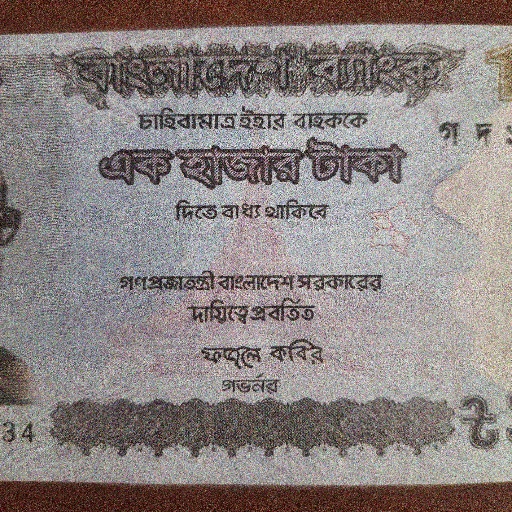 বাংলাদেশ ব্যাংক
চাহিবামাত্র ইহার বাহককে
গ দ
এক হাজার টাকা
দিতে বাধ্য থাকিবে
গণপ্রজাতন্ত্রী বাংলাদেশ সরকারের
দায়িত্বে প্রবর্তিত
ফজলে কবির
গভর্নর
34
৳